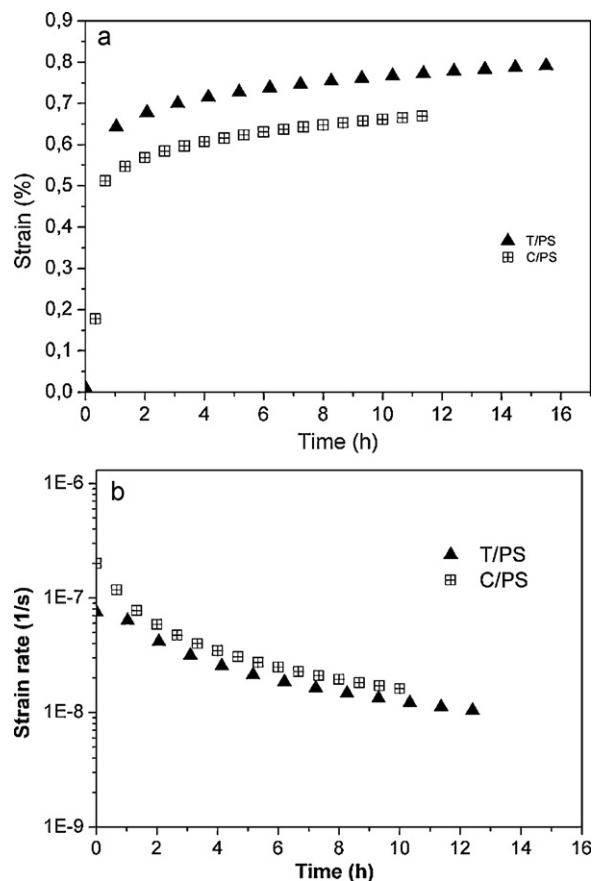 a
0,9
0,8
0,7
0,6
0,5
0,4
0,3
0,2
0,1
0,0
Strain (%)
T/PS
C/PS
0 2 4 6 8 10 12 14 16
Time (h)
b
1E-6
1E-7
1E-8
1E-9
Strain rate (1/s)
T/PS
C/PS
0 2 4 6 8 10 12 14 16
Time (h)